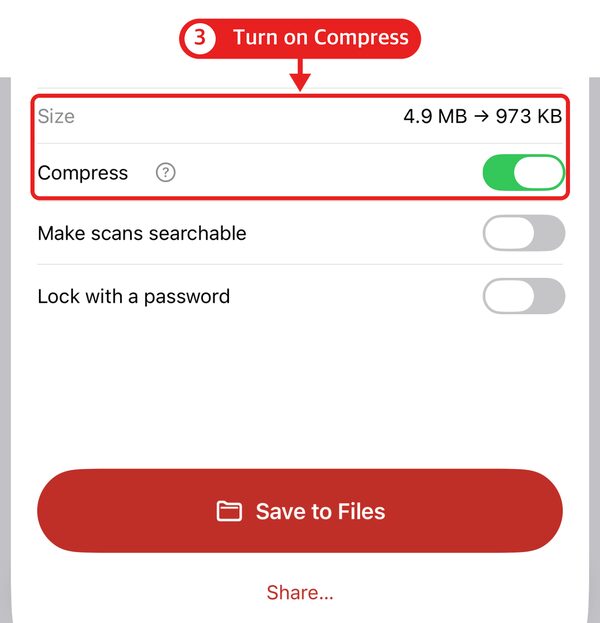 3 Turn on Compress
Size 4.9 MB → 973 KB
Compress ?
Make scans searchable
Lock with a password
Save to Files
Share...